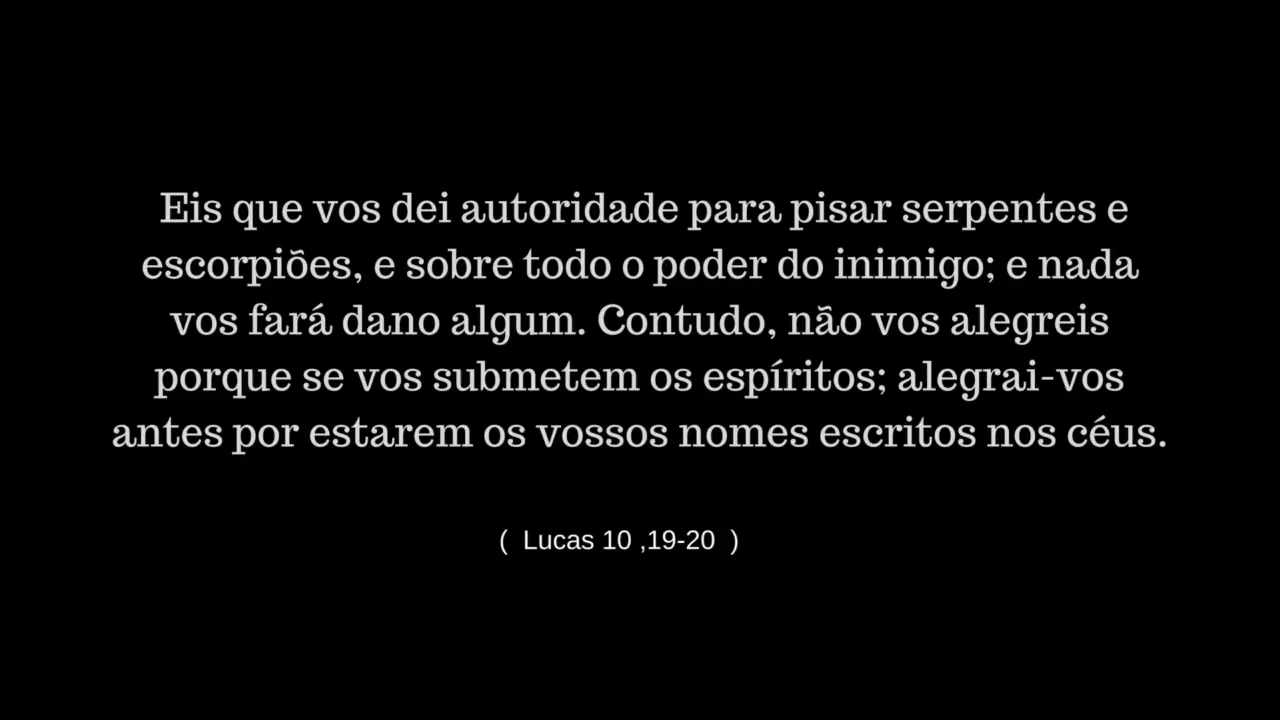 Eis que vos dei autoridade para pisar serpentes e
escorpiões, e sobre todo o poder do inimigo; e nada
vos fará dano algum. Contudo, não vos alegreis
porque se vos submetem os espíritos; alegrai-vos
antes por estarem os vossos nomes escritos nos céus.
( Lucas 10 ,19-20 )